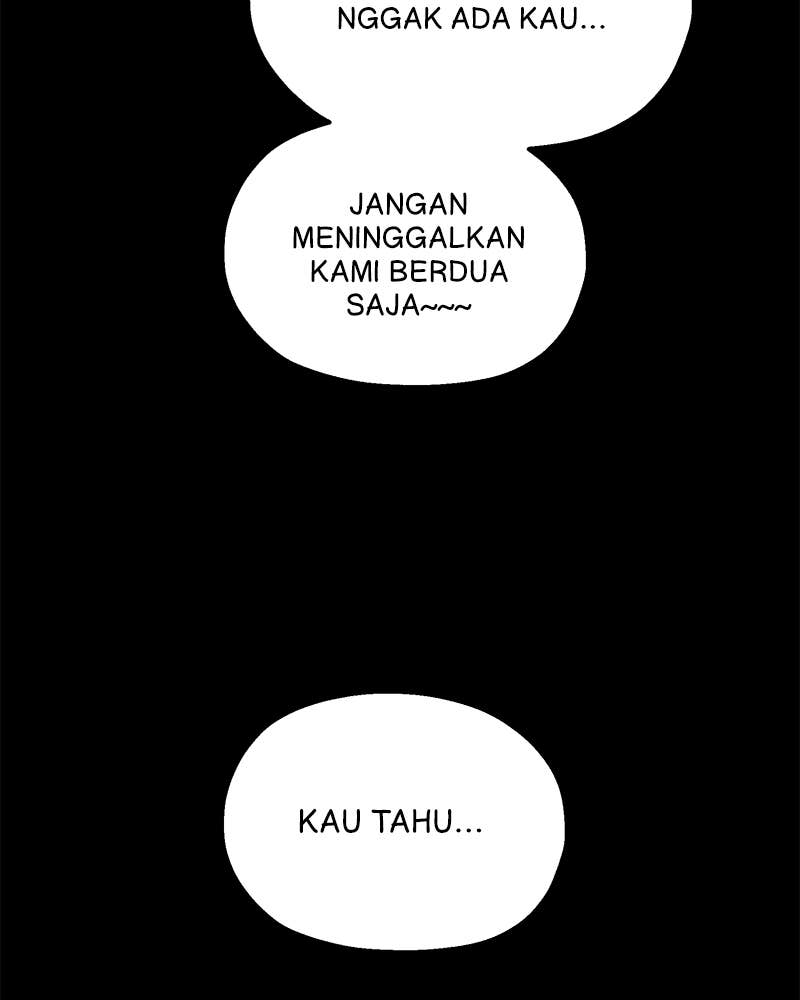 NGGAK ADA KAU...
JANGAN
MENINGGALKAN
KAMI BERDUA
SAJA~~~
KAU TAHU...